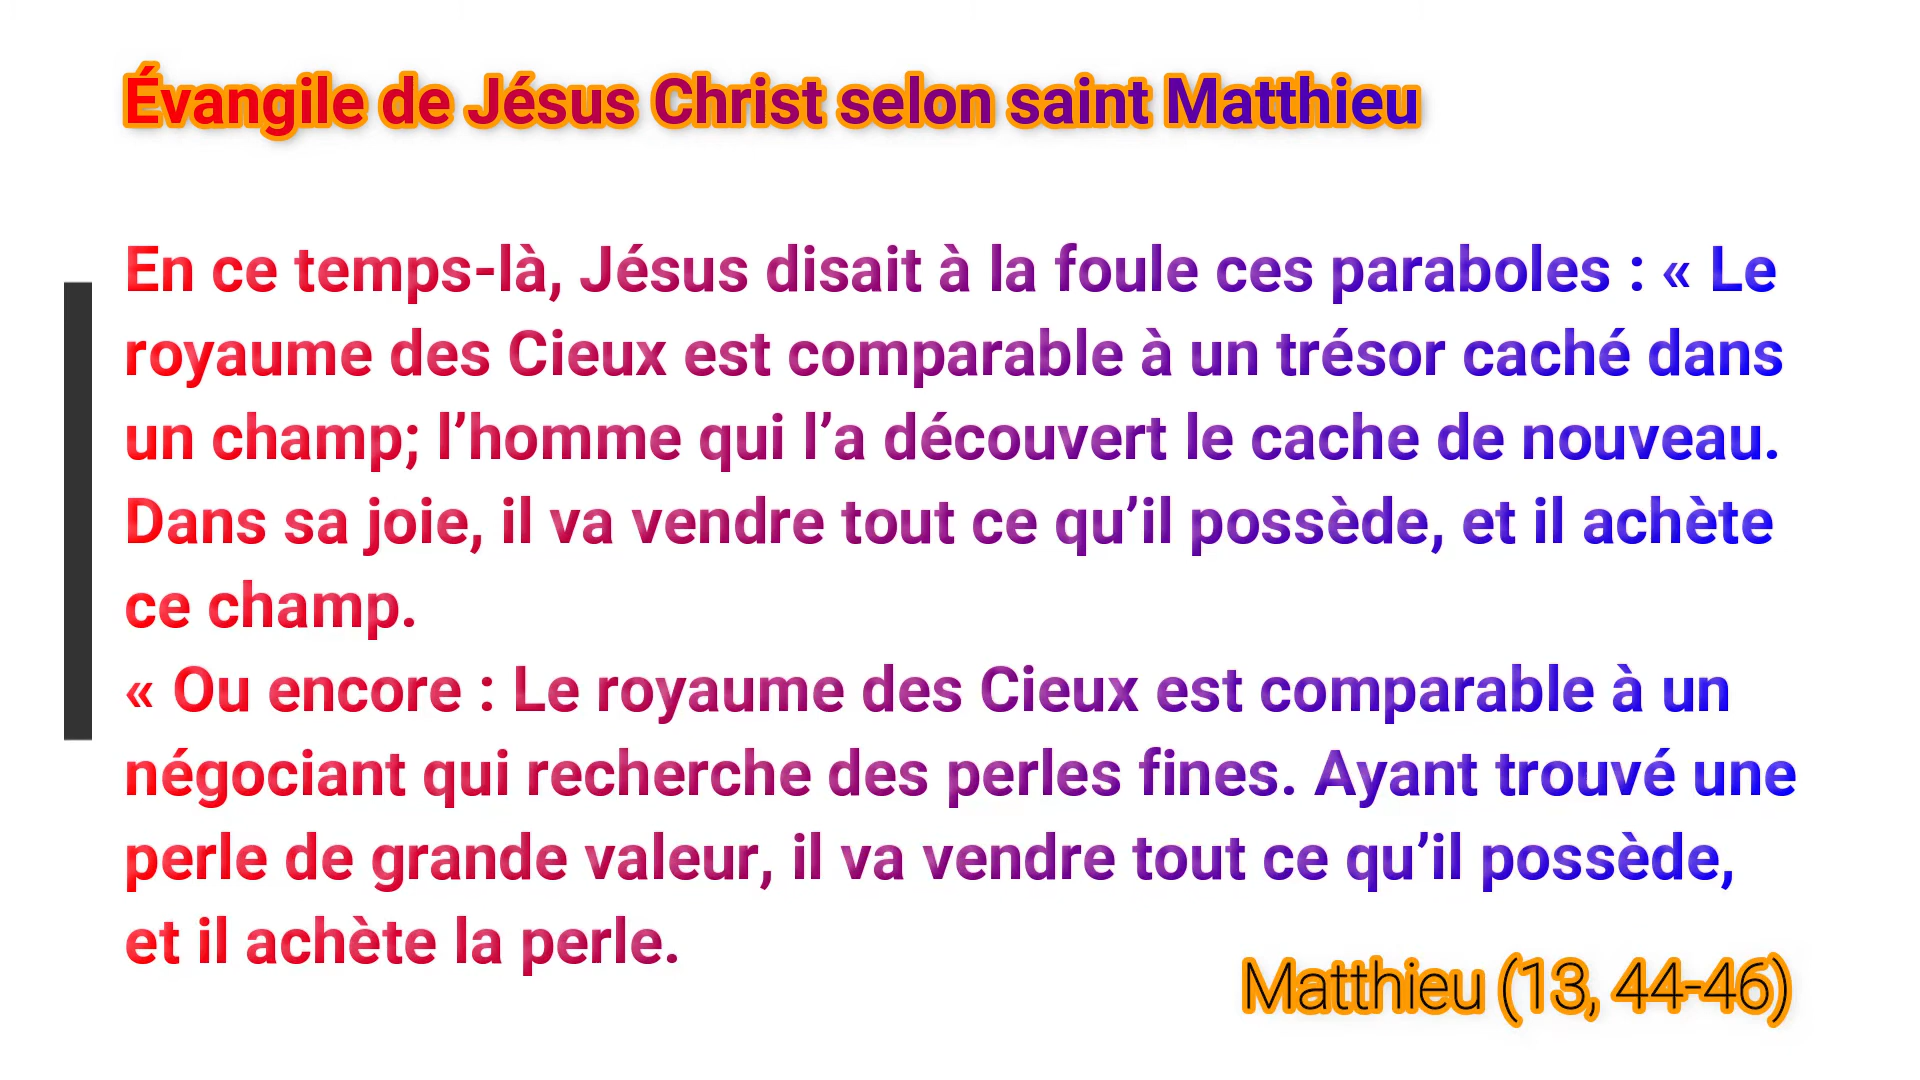 Évangile de Jésus Christ selon saint Matthieu
En ce temps-là, Jésus disait à la foule ces paraboles : « Le
royaume des Cieux est comparable à un trésor caché dans
un champ; l’homme qui l’a découvert le cache de nouveau.
Dans sa joie, il va vendre tout ce qu’il possède, et il achète
ce champ.
« Ou encore : Le royaume des Cieux est comparable à un
négociant qui recherche des perles fines. Ayant trouvé une
perle de grande valeur, il va vendre tout ce qu’il possède,
et il achète la perle.
Matthieu (13, 44-46)